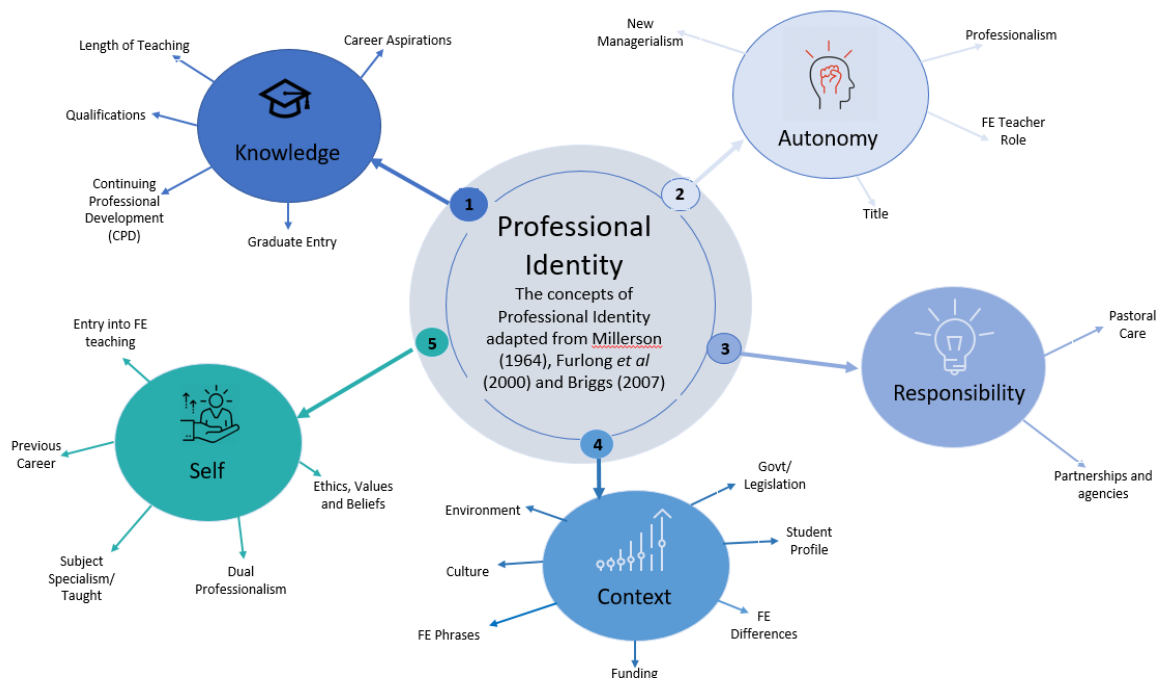 Professional
Identity
The concepts of
Professional Identity
adapted from Millerson
(1964), Furlong et al
(2000) and Briggs (2007)
1
Knowledge
Length of Teaching
Career Aspirations
Qualifications
Continuing
Professional
Development
(CPD)
Graduate Entry
2
Autonomy
New
Managerialism
Professionalism
FE Teacher
Role
Title
3
Responsibility
Pastoral
Care
Partnerships and
agencies
4
Context
Govt/
Legislation
Environment
Student
Profile
Culture
FE
Differences
FE Phrases
Funding
5
Self
Entry into FE
teaching
Previous
Career
Ethics, Values
and Beliefs
Subject
Specialism/
Taught
Dual
Professionalism